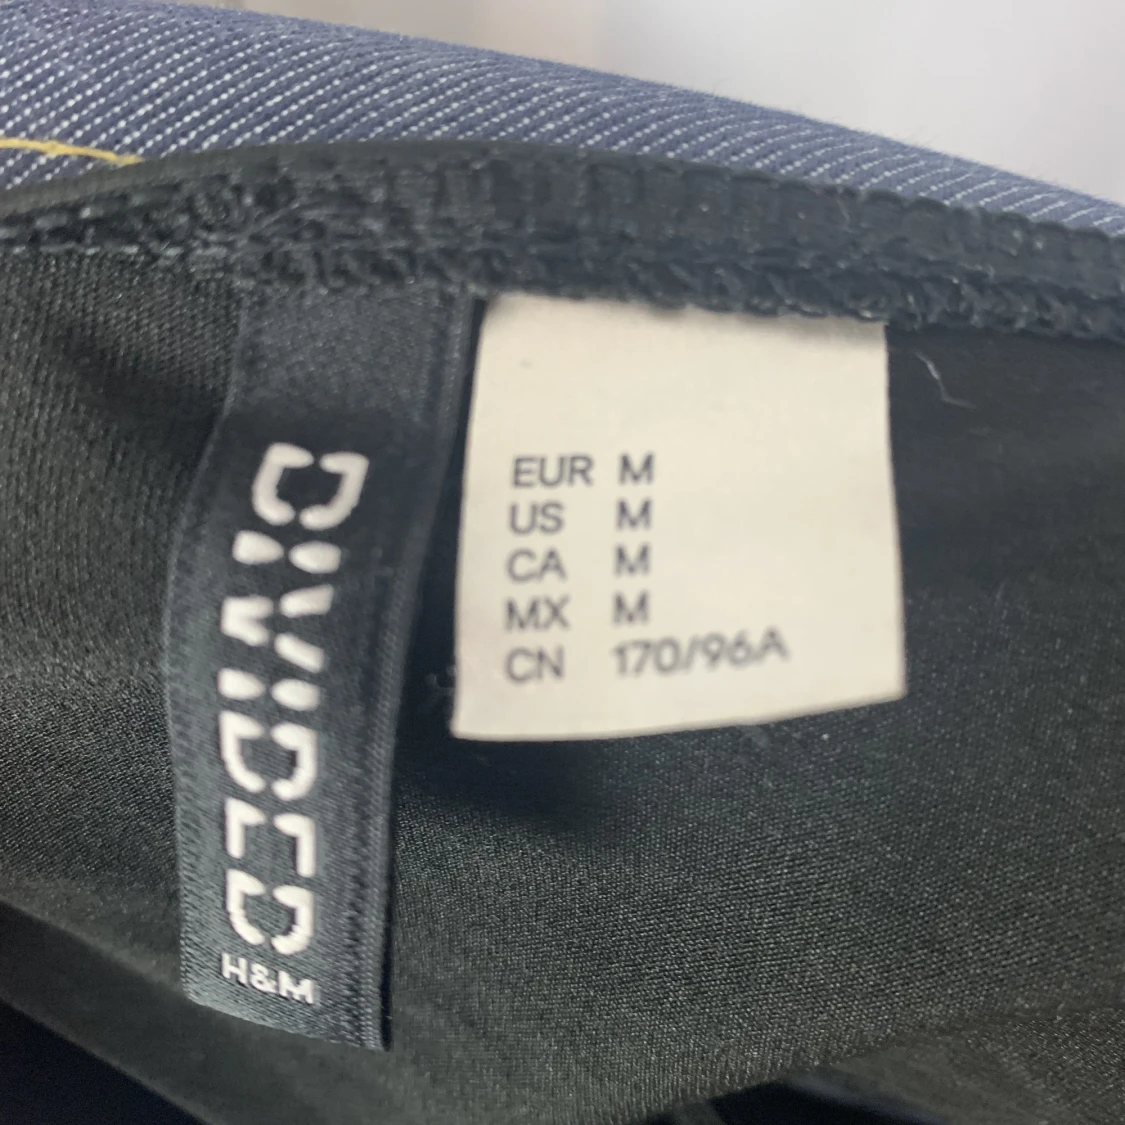 DIVIDED
H&M
EUR M
US M
CA M
MX M
CN 170/96A